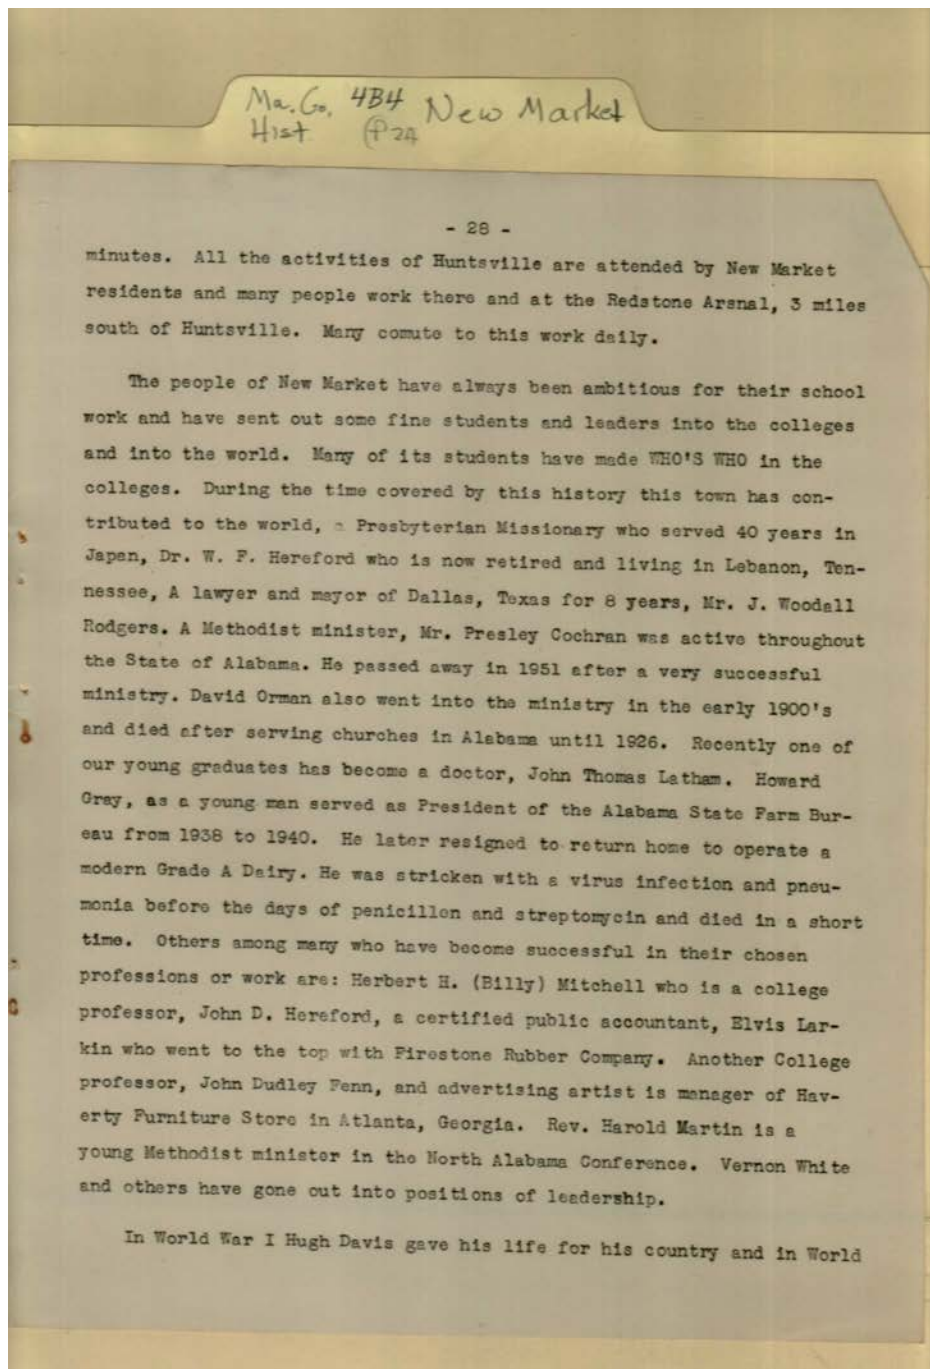 Ma. Co. 4B4 New Market
Hist P24
- 28 -
minutes. All the activities of Huntsville are attended by New Market
residents and many people work there and at the Redstone Arsnal, 3 miles
south of Huntsville. Many comute to this work daily.
The people of New Market have always been ambitious for their school
work and have sent out some fine students and leaders into the colleges
and into the world. Many of its students have made WHO'S WHO in the
colleges. During the time covered by this history this town has con-
tributed to the world, a Presbyterian Missionary who served 40 years in
Japan, Dr. W. F. Hereford who is now retired and living in Lebanon, Ten-
nessee, A lawyer and mayor of Dallas, Texas for 8 years, Mr. J. Woodall
Rodgers. A Methodist minister, Mr. Presley Cochran was active throughout
the State of Alabama. He passed away in 1951 after a very successful
ministry. David Orman also went into the ministry in the early 1900's
and died after serving churches in Alabama until 1926. Recently one of
our young graduates has become a doctor, John Thomas Latham. Howard
Gray, as a young man served as President of the Alabama State Farm Bur-
eau from 1938 to 1940. He later resigned to return home to operate a
modern Grade A Dairy. He was stricken with a virus infection and pneu-
monia before the days of penicillen and streptomycin and died in a short
time. Others among many who have become successful in their chosen
professions or work are: Herbert H. (Billy) Mitchell who is a college
professor, John D. Hereford, a certified public accountant, Elvis Lar-
kin who went to the top with Firestone Rubber Company. Another College
professor, John Dudley Fenn, and advertising artist is manager of Hav-
erty Furniture Store in Atlanta, Georgia. Rev. Harold Martin is a
young Methodist minister in the North Alabama Conference. Vernon White
and others have gone out into positions of leadership.
In World War I Hugh Davis gave his life for his country and in World